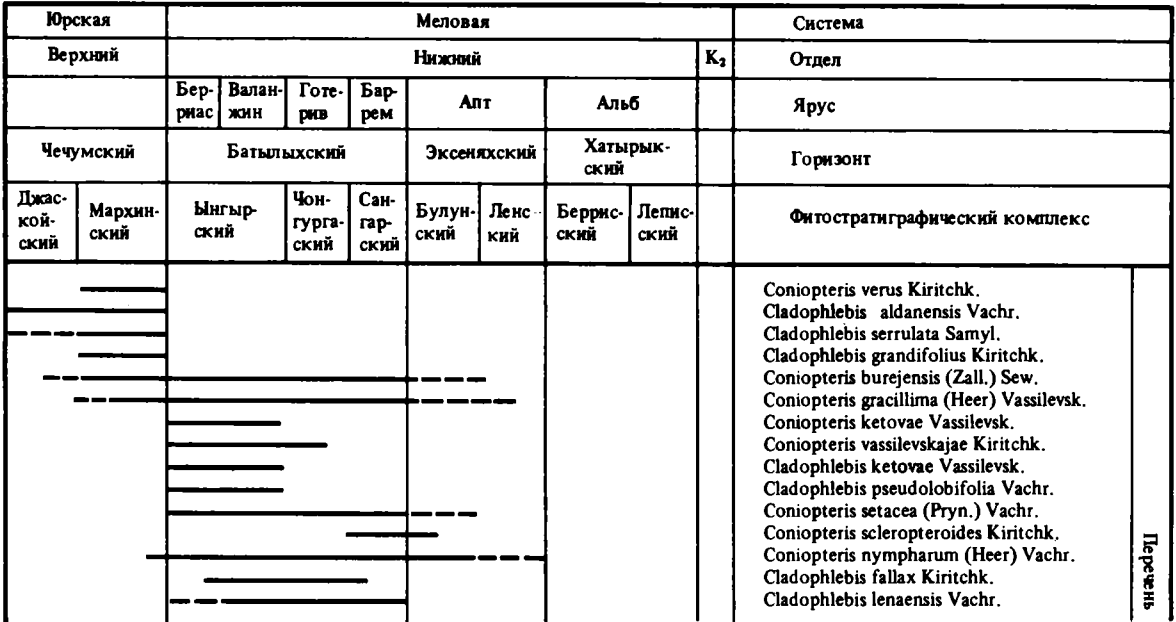 Юрская Меловая Система
Верхний Нижний K₂ Отдел
Бер- Валан- Готе- Бар- Апт Альб Ярус
риас жин рив рем
Чечумский Батылыхский Эксеняхский Хатырык- Горизонт
ский
Джас- Мархин- Ынгыр- Чон- Сан- Булун- Ленс- Беррис- Лепис- Фитостратиграфический комплекс
кой- ский ский гурга- гар- ский кий ский ский
ский ский ский
Coniopteris verus Kiritchk.
Cladophlebis aldanensis Vachr.
Cladophlebis serrulata Samyl.
Cladophlebis grandifolius Kiritchk.
Coniopteris burejensis (Zall.) Sew.
Coniopteris gracillima (Heer) Vassilevsk.
Coniopteris ketovae Vassilevsk.
Coniopteris vassilevskajae Kiritchk.
Cladophlebis ketovae Vassilevsk.
Cladophlebis pseudolobifolia Vachr.
Coniopteris setacea (Pryn.) Vachr.
Coniopteris scleropteroides Kiritchk.
Coniopteris nympharum (Heer) Vachr.
Cladophlebis fallax Kiritchk.
Cladophlebis lenaensis Vachr.
Перечень